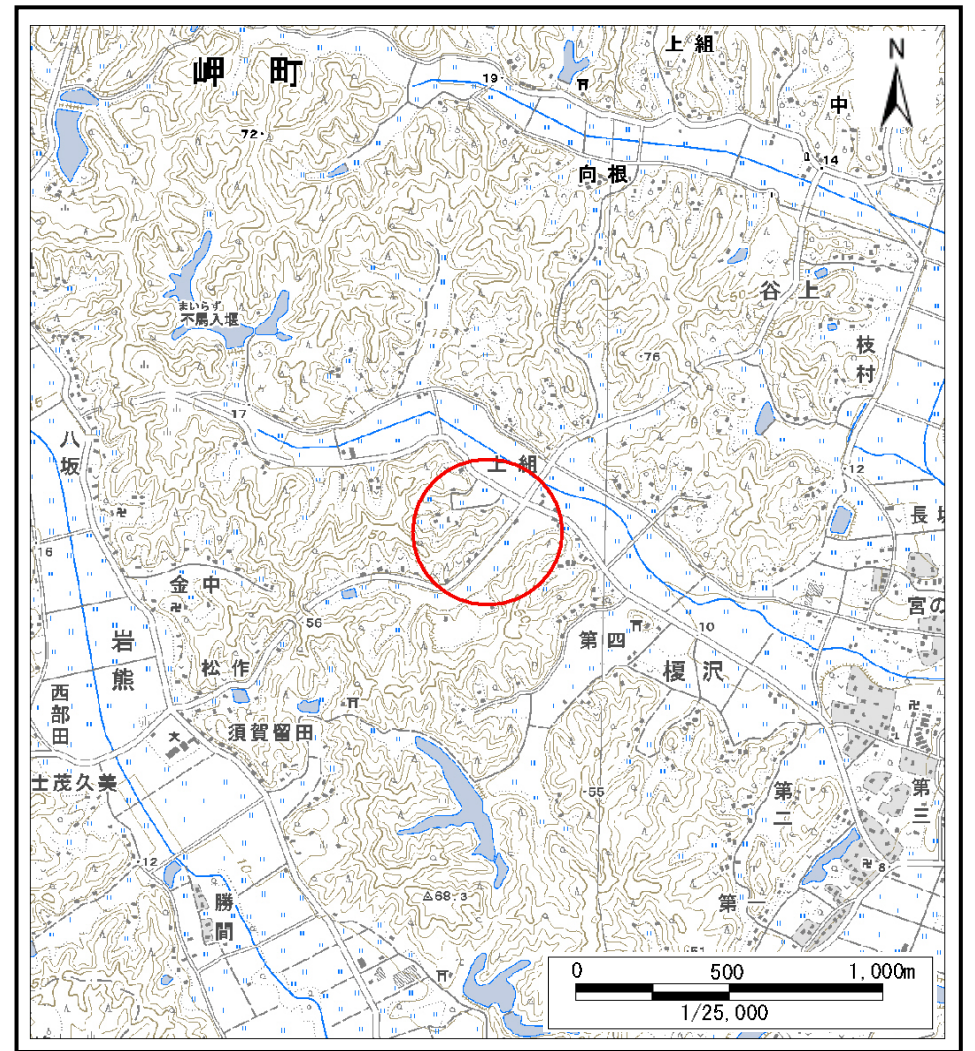 岬町
上組
N
19
中
72
14
向根
谷上
まいらず
不馬入堰
76
枝村
17
八坂
上組
12
長
16
金中
宮の
56
岩熊
第四
10
松作
榎沢
西部田
須賀留田
士茂久美
55
第二
第三
12
8
68.3
勝間
第一
51
0 500 1,000m
1/25,000